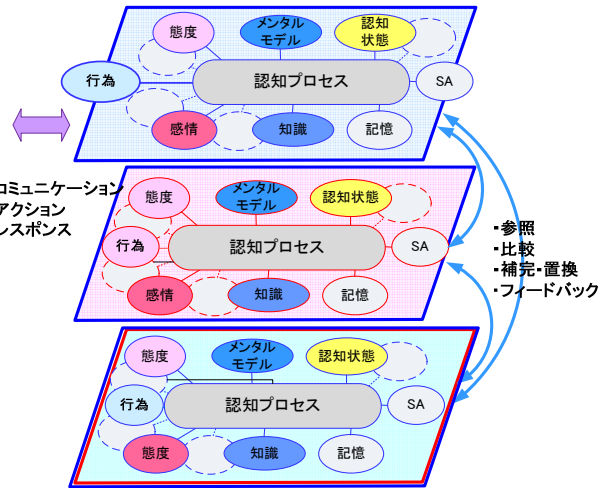 態度
メンタル
モデル
認知
状態
行為
認知プロセス
SA
感情
知識
記憶
コミュニケーション
アクション
レスポンス
態度
メンタル
モデル
認知状態
行為
認知プロセス
SA
感情
知識
記憶
・参照
・比較
・補完・置換
・フィードバック
態度
メンタル
モデル
認知状態
行為
認知プロセス
SA
態度
知識
記憶